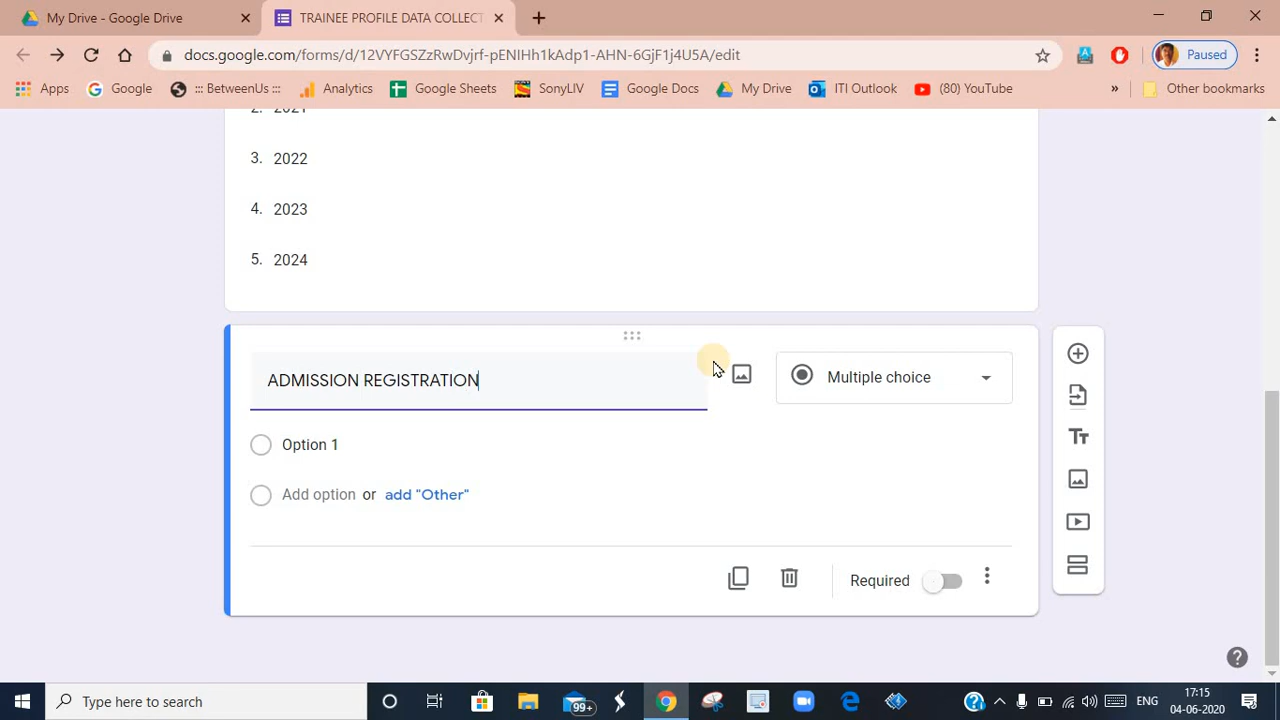 My Drive - Google Drive
TRAINEE PROFILE DATA COLLECT
docs.google.com/forms/d/12VYFGSZzRwDvjrf-pENIHh1kAdp1-AHN-6GjF1j4U5A/edit
Paused
Apps
Google
::: BetweenUs :::
Analytics
Google Sheets
SonyLIV
Google Docs
My Drive
ITI Outlook
(80) YouTube
»
Other bookmarks
2. 2021
3. 2022
4. 2023
5. 2024
ADMISSION REGISTRATION
Multiple choice
Option 1
Add option or add "Other"
Required
Type here to search
99+
ENG
17:15
04-06-2020